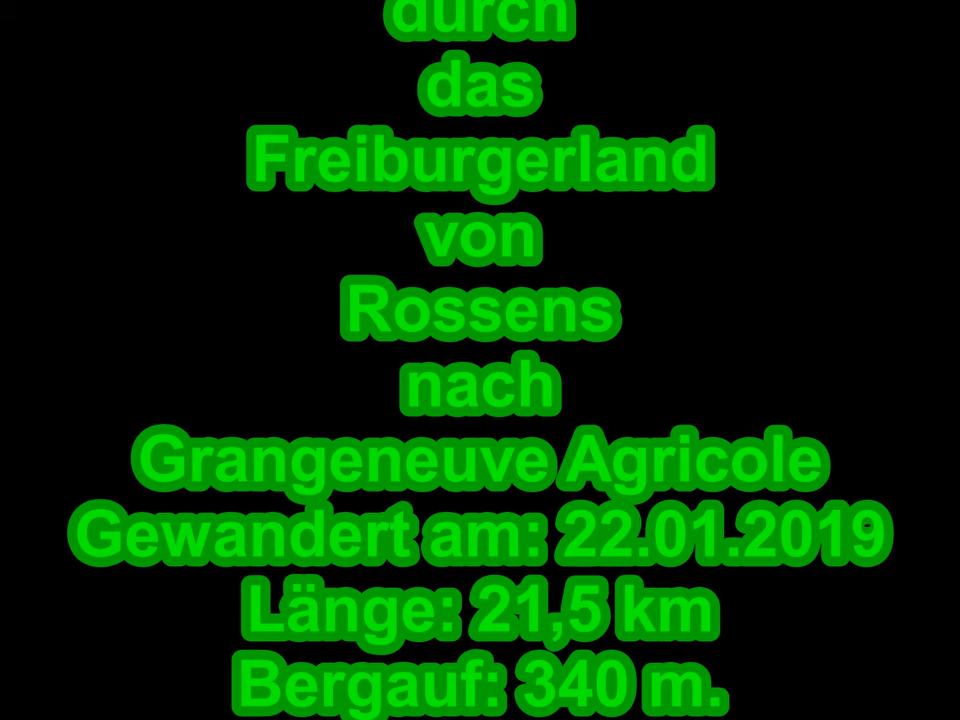 durch
das
Freiburgerland
von
Rossens
nach
Grangeneuve Agricole
Gewandert am: 22.01.2019
Länge: 21,5 km
Bergauf: 340 m.